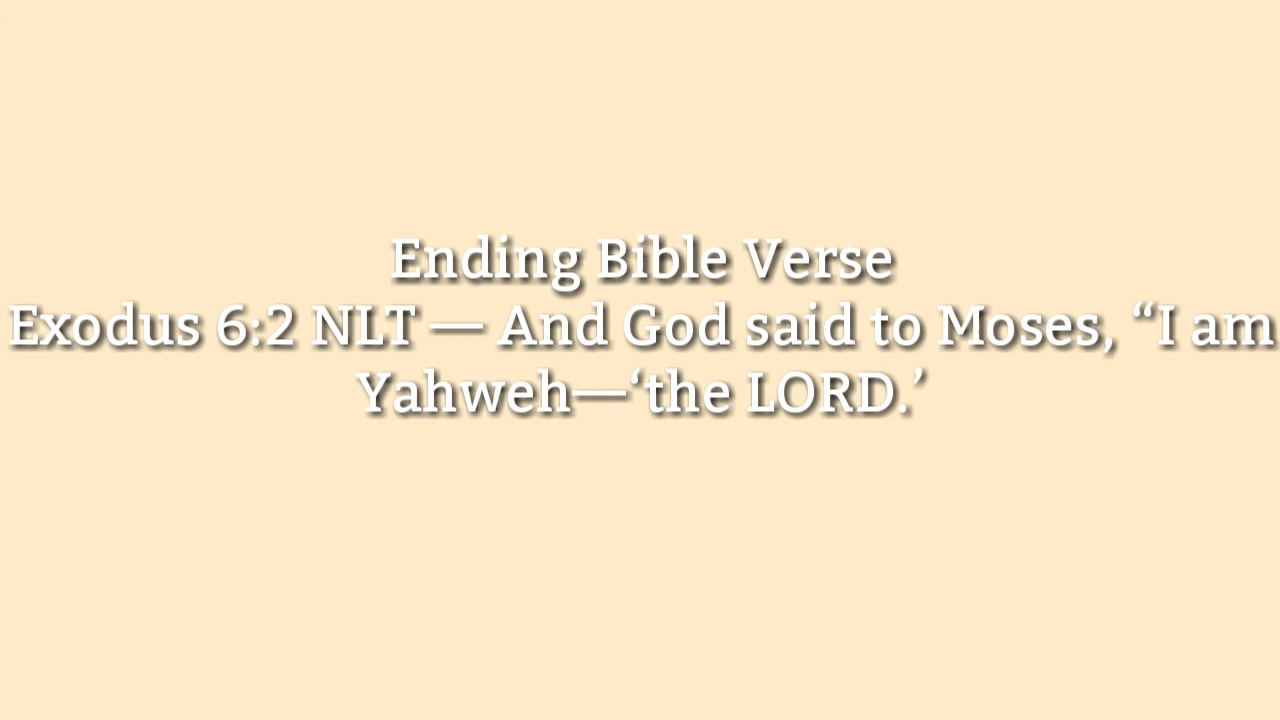 Ending Bible Verse
Exodus 6:2 NLT — And God said to Moses, “I am
Yahweh—‘the LORD.’